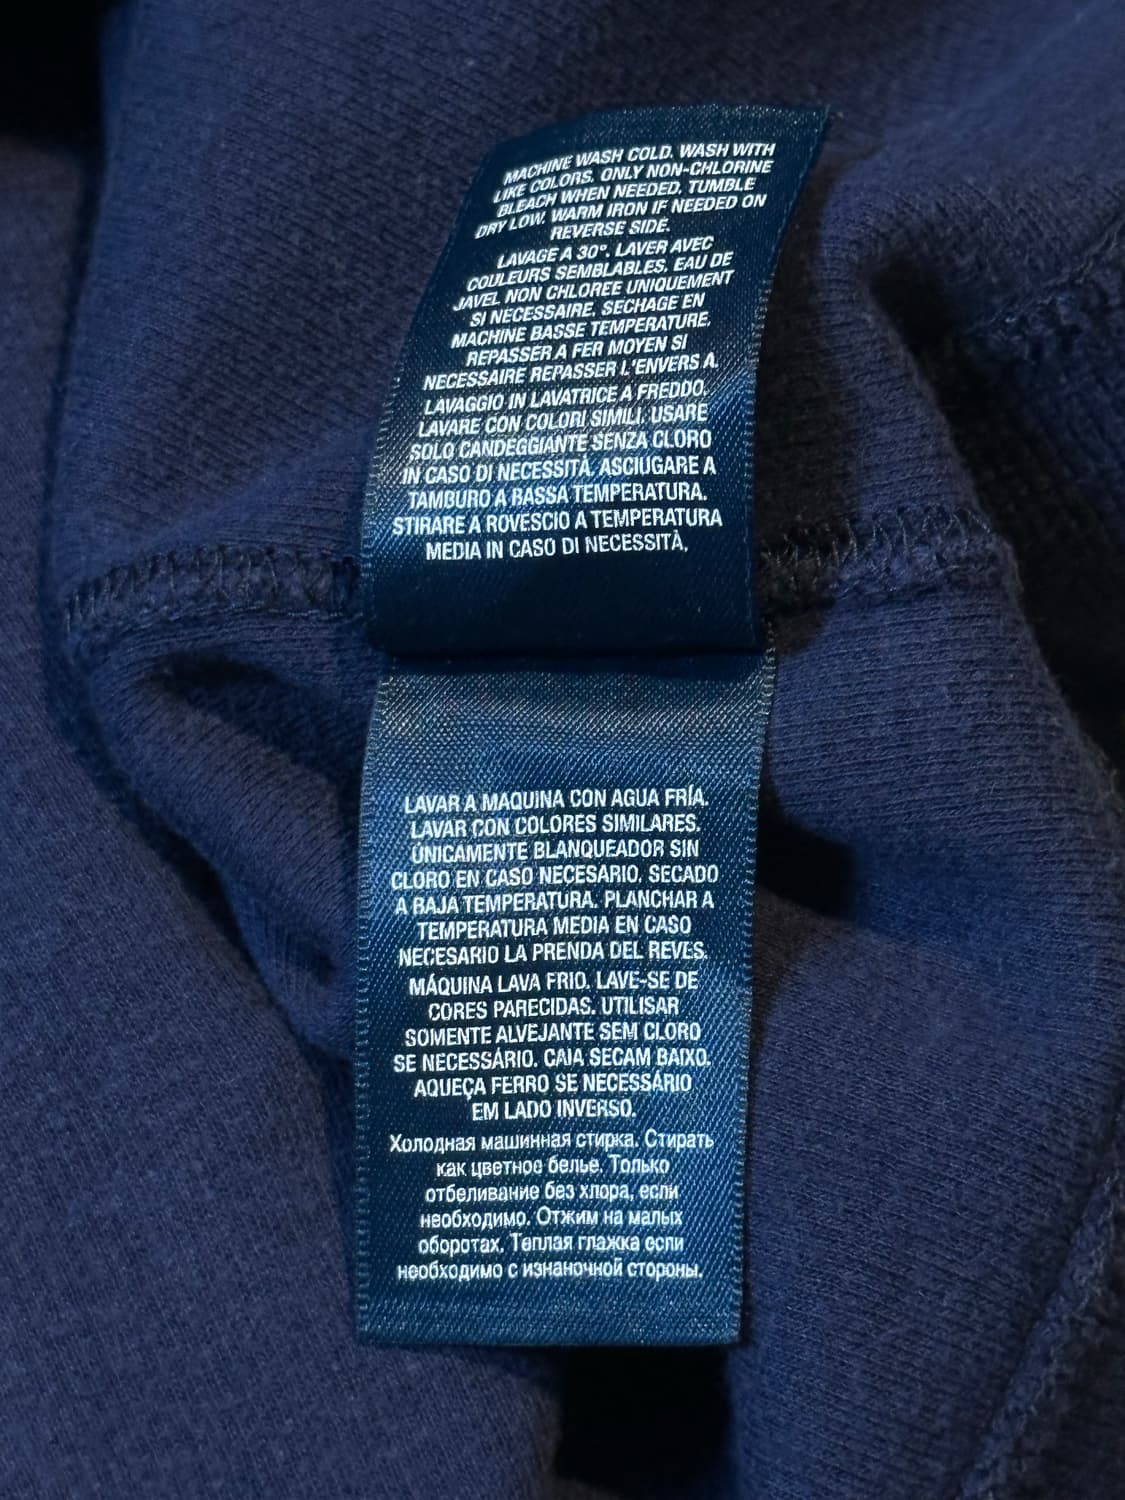 MACHINE WASH COLD. WASH WITH
LIKE COLORS. ONLY NON-CHLORINE
BLEACH WHEN NEEDED. TUMBLE
DRY LOW. WARM IRON IF NEEDED ON
REVERSE SIDE.
LAVAGE A 30°. LAVER AVEC
COULEURS SEMBLABLES. EAU DE
JAVEL NON CHLOREE UNIQUEMENT
SI NECESSAIRE, SECHAGE EN
MACHINE BASSE TEMPERATURE.
REPASSER A FER MOYEN SI
NECESSAIRE REPASSER L'ENVERS A.
LAVAGGIO IN LAVATRICE A FREDDO.
LAVARE CON COLORI SIMILI. USARE
SOLO CANDEGGIANTE SENZA CLORO
IN CASO DI NECESSITÀ. ASCIUGARE A
TAMBURO A BASSA TEMPERATURA.
STIRARE A ROVESCIO A TEMPERATURA
MEDIA IN CASO DI NECESSITÀ.
LAVAR A MAQUINA CON AGUA FRÍA.
LAVAR CON COLORES SIMILARES.
ÚNICAMENTE BLANQUEADOR SIN
CLORO EN CASO NECESARIO. SECADO
A BAJA TEMPERATURA. PLANCHAR A
TEMPERATURA MEDIA EN CASO
NECESARIO LA PRENDA DEL REVES.
MÁQUINA LAVA FRIO. LAVE-SE DE
CORES PARECIDAS. UTILISAR
SOMENTE ALVEJANTE SEM CLORO
SE NECESSÁRIO. CAIA SECAM BAIXO.
AQUEÇA FERRO SE NECESSÁRIO
EM LADO INVERSO.
Холодная машинная стирка. Стирать
как цветное белье. Только
отбеливание без хлора, если
необходимо. Отжим на малых
оборотах. Теплая глажка если
необходимо с изнаночной стороны.